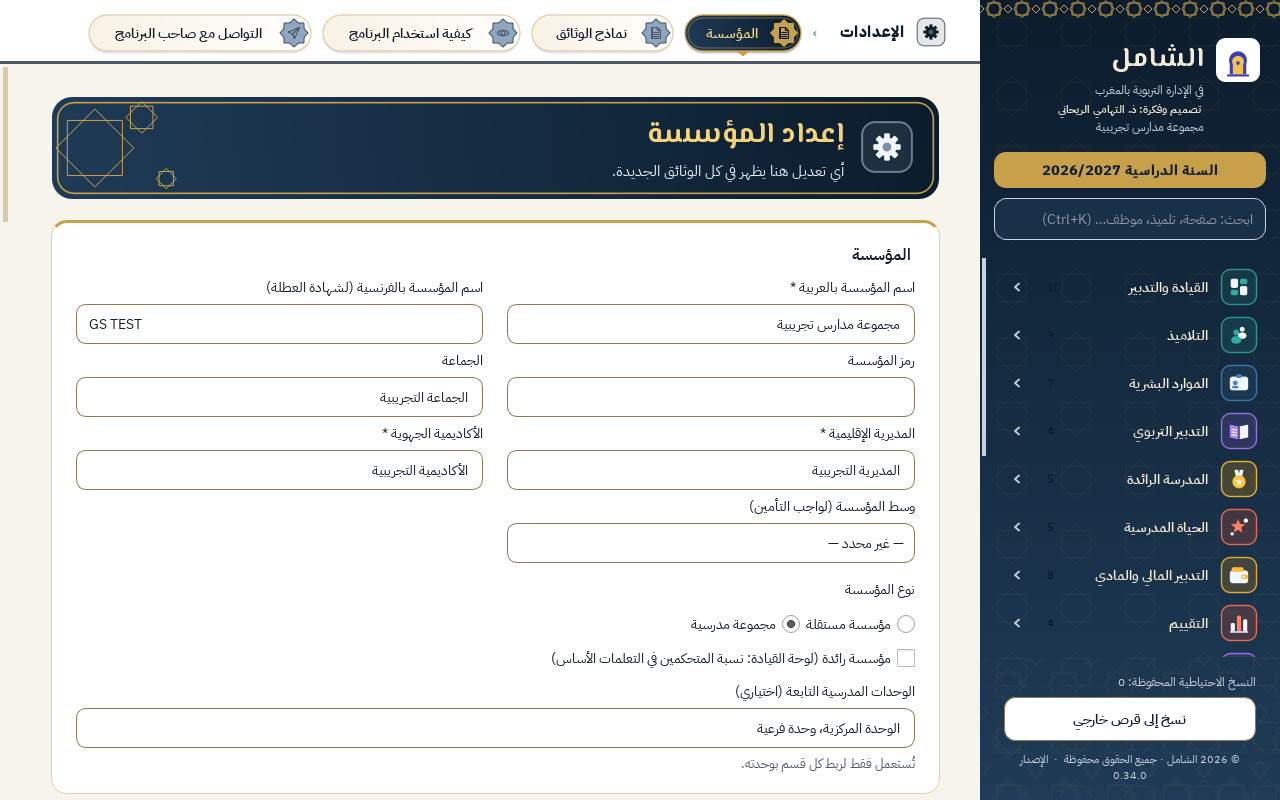 الشامل
في الإدارة التربوية بالمغرب
تصميم وفكرة: ذ. التهامي الريحاني
مجموعة مدارس تجريبية
السنة الدراسية 2026/2027
ابحث: صفحة، تلميذ، موظف... (Ctrl+K)
القيادة والتدبير 10
التلاميذ 9
الموارد البشرية 7
التدبير التربوي 4
المدرسة الرائدة 5
الحياة المدرسية 5
التدبير المالي والمادي 8
التقييم 4
النسخ الاحتياطية المحفوظة: 0
نسخ إلى قرص خارجي
© 2026 الشامل · جميع الحقوق محفوظة · الإصدار
0.34.0
الإعدادات ‹ المؤسسة نماذج الوثائق كيفية استخدام البرنامج التواصل مع صاحب البرنامج
إعداد المؤسسة
أي تعديل هنا يظهر في كل الوثائق الجديدة.
المؤسسة
اسم المؤسسة بالعربية * اسم المؤسسة بالفرنسية (لشهادة العطلة)
مجموعة مدارس تجريبية GS TEST
رمز المؤسسة الجماعة
الجماعة التجريبية
المديرية الإقليمية * الأكاديمية الجهوية *
المديرية التجريبية الأكاديمية التجريبية
وسط المؤسسة (لواجب التأمين)
— غير محدد —
نوع المؤسسة
مؤسسة مستقلة مجموعة مدرسية
مؤسسة رائدة (لوحة القيادة: نسبة المتحكمين في التعلمات الأساس)
الوحدات المدرسية التابعة (اختياري)
الوحدة المركزية، وحدة فرعية
تُستعمل فقط لربط كل قسم بوحدته.